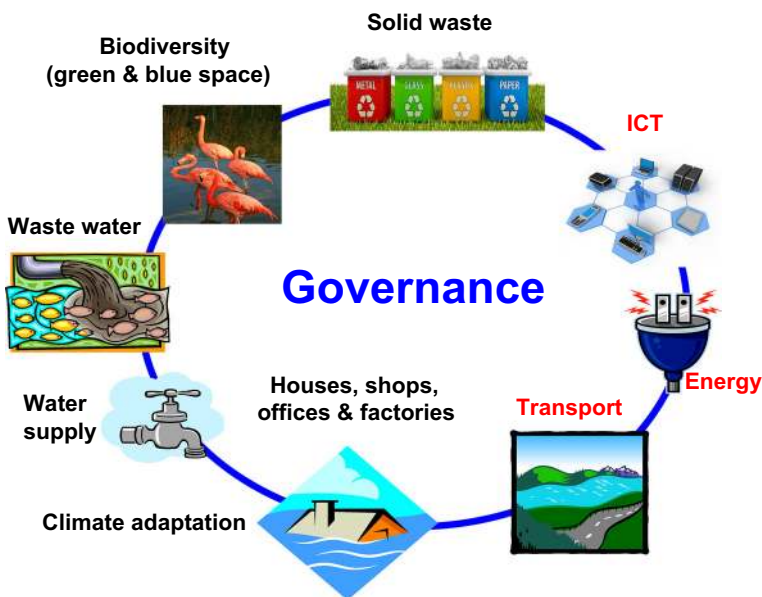 Solid waste
Biodiversity
(green & blue space)
METAL
GLASS
PLASTIC
PAPER
ICT
Waste water
Governance
Houses, shops,
offices & factories
Energy
Transport
Water
supply
Climate adaptation